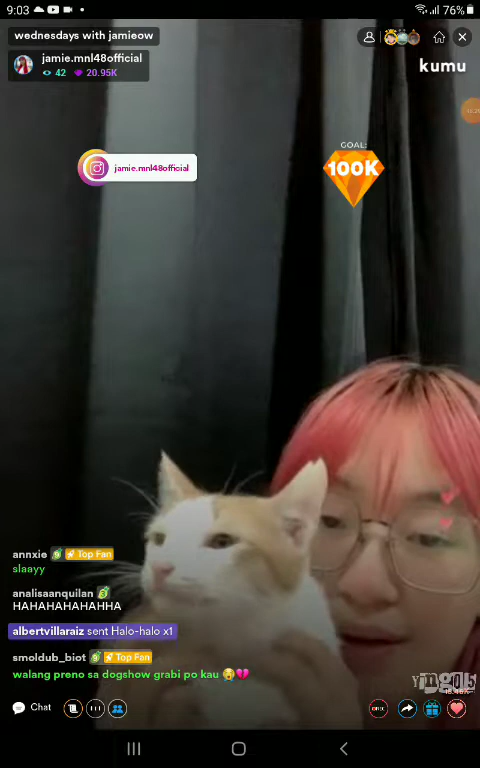 9:03
76%
wednesdays with jamieow
jamie.mnl48official
42 20.95K
kumu
GOAL:
100K
jamie.mnl48official
annxie Top Fan
slaayy
analisaanquilan
HAHAHAHAHAHHA
albertvillaraiz sent Halo-halo x1
smoldub_biot Top Fan
walang preno sa dogshow grabi po kau 😭💔
Chat